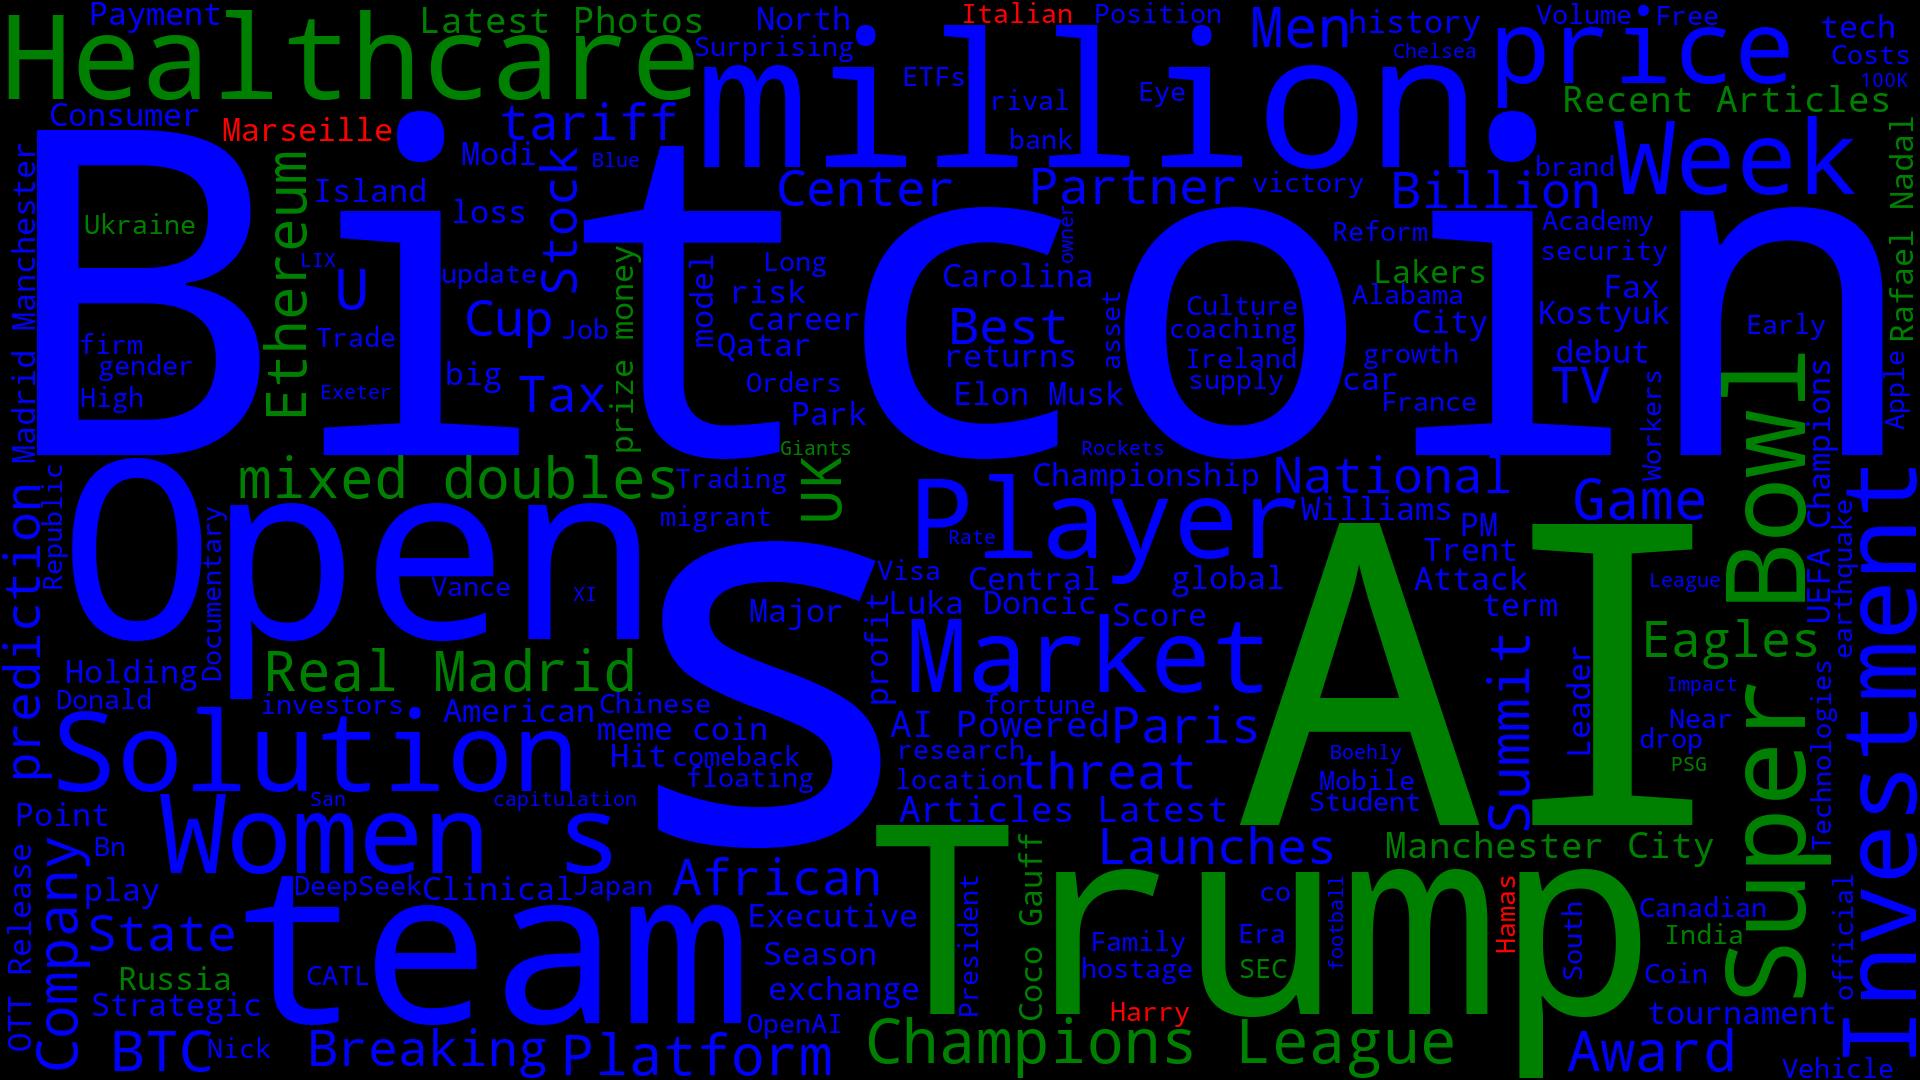 Payment
Latest Photos
North
Italian
Position
Men
history
Volume
Free
tech
Healthcare
Surprising
million
price
Chelsea
Costs
ETFs
rival
Eye
100K
Consumer
Marseille
tariff
bank
Recent Articles
Modi
Blue
Stock
Center
Partner
victory
Billion
brand
Week
Rafael Nadal
Madrid Manchester
Bitcoin
Ukraine
Ethereum
Island
loss
LIX
U
update
prize money
model
Long
risk
career
Qatar
Orders
Park
owner
Carolina
Best
returns
Elon Musk
asset
Culture
coaching
Ireland
supply
Reform
Lakers
Alabama
City
growth
car
France
Academy
security
Fax
Kostyuk
debut
TV
Workers
Early
Apple
firm
gender
High
Trade
Exeter
Cup
Job
big
Tax
Giants
Rockets
mixed doubles
Trading
UK
migrant
Championship
National
Player
Rate
Williams
PM
Trent
Attack
term
Game
Super Bowl
UEFA Champions
earthquake
Investment
prediction
Republic
Open
Documentary
Vance
XI
S
Major
Visa
Central
global
Luka Doncic
Score
profit
Market
AI
League
Eagles
Summit
Leader
Impact
Near
drop
PSG
Technologies
Holding
Donald
Real Madrid
investors
American
Chinese
meme coin
Hit
comeback
floating
fortune
AI Powered
Paris
research
location
threat
Boehly
Mobile
Student
Solution
San
capitulation
Articles Latest
Launches
Manchester City
Point
Bn
Women s
OTT Release
Company
play
DeepSeek
Clinical
Japan
African
State
team
Executive
Season
exchange
OpenAI
Trump
President
Coco Gauff
Family
hostage
Harry
co
Era
SEC
football
Hamas
South
Canadian
India
Coin
official
tournament
Russia
CATL
Strategic
BTC
Nick
Breaking
Platform
Champions League
Award
Vehicle